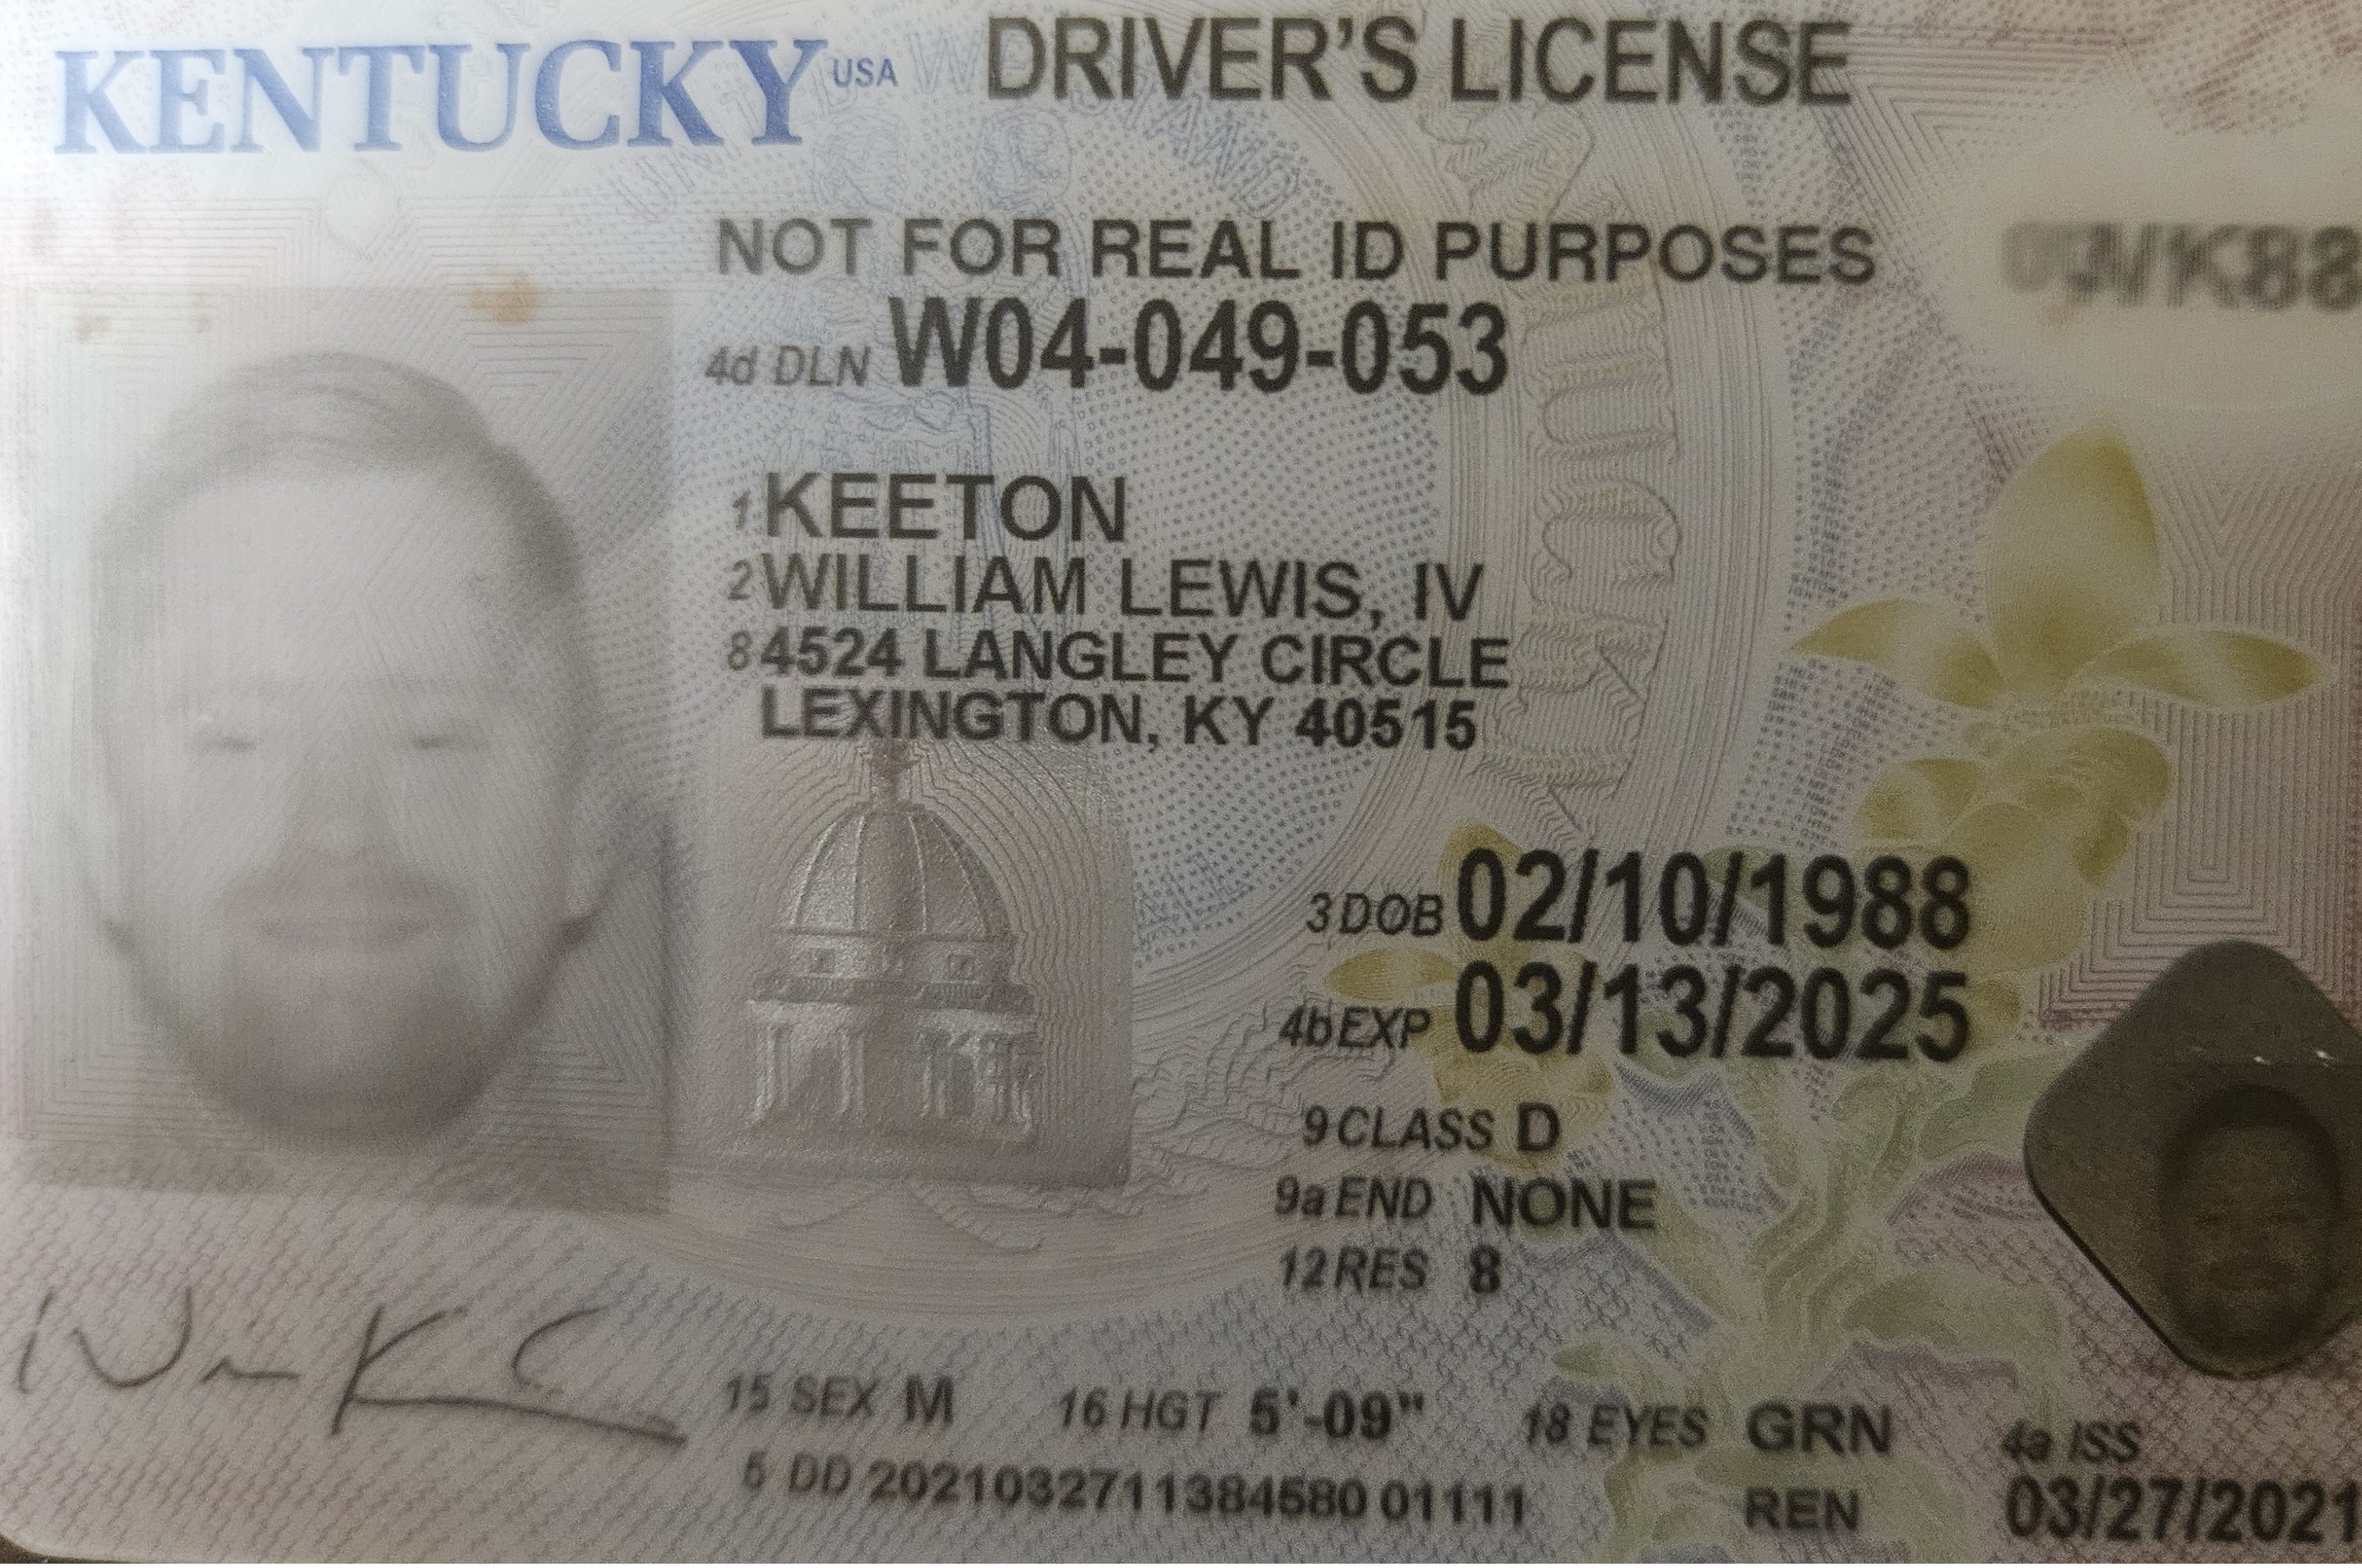 KENTUCKY USA DRIVER'S LICENSE
NOT FOR REAL ID PURPOSES
4d DLN W04-049-053
1 KEETON
2 WILLIAM LEWIS, IV
8 4524 LANGLEY CIRCLE
LEXINGTON, KY 40515
3 DOB 02/10/1988
4b EXP 03/13/2025
9 CLASS D
9a END NONE
12 RES 8
15 SEX M 16 HGT 5'-09" 18 EYES GRN 4a ISS
5 DD 2021032711384580 01111 REN 03/27/2021
KENTUCKY